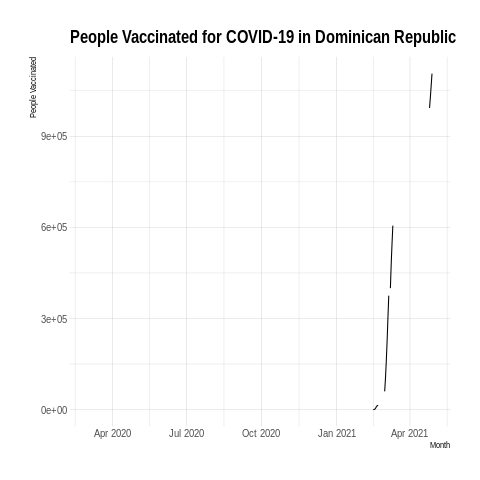 People Vaccinated for COVID-19 in Dominican Republic
People Vaccinated
9e+05
6e+05
3e+05
0e+00
Apr 2020 Jul 2020 Oct 2020 Jan 2021 Apr 2021
Month